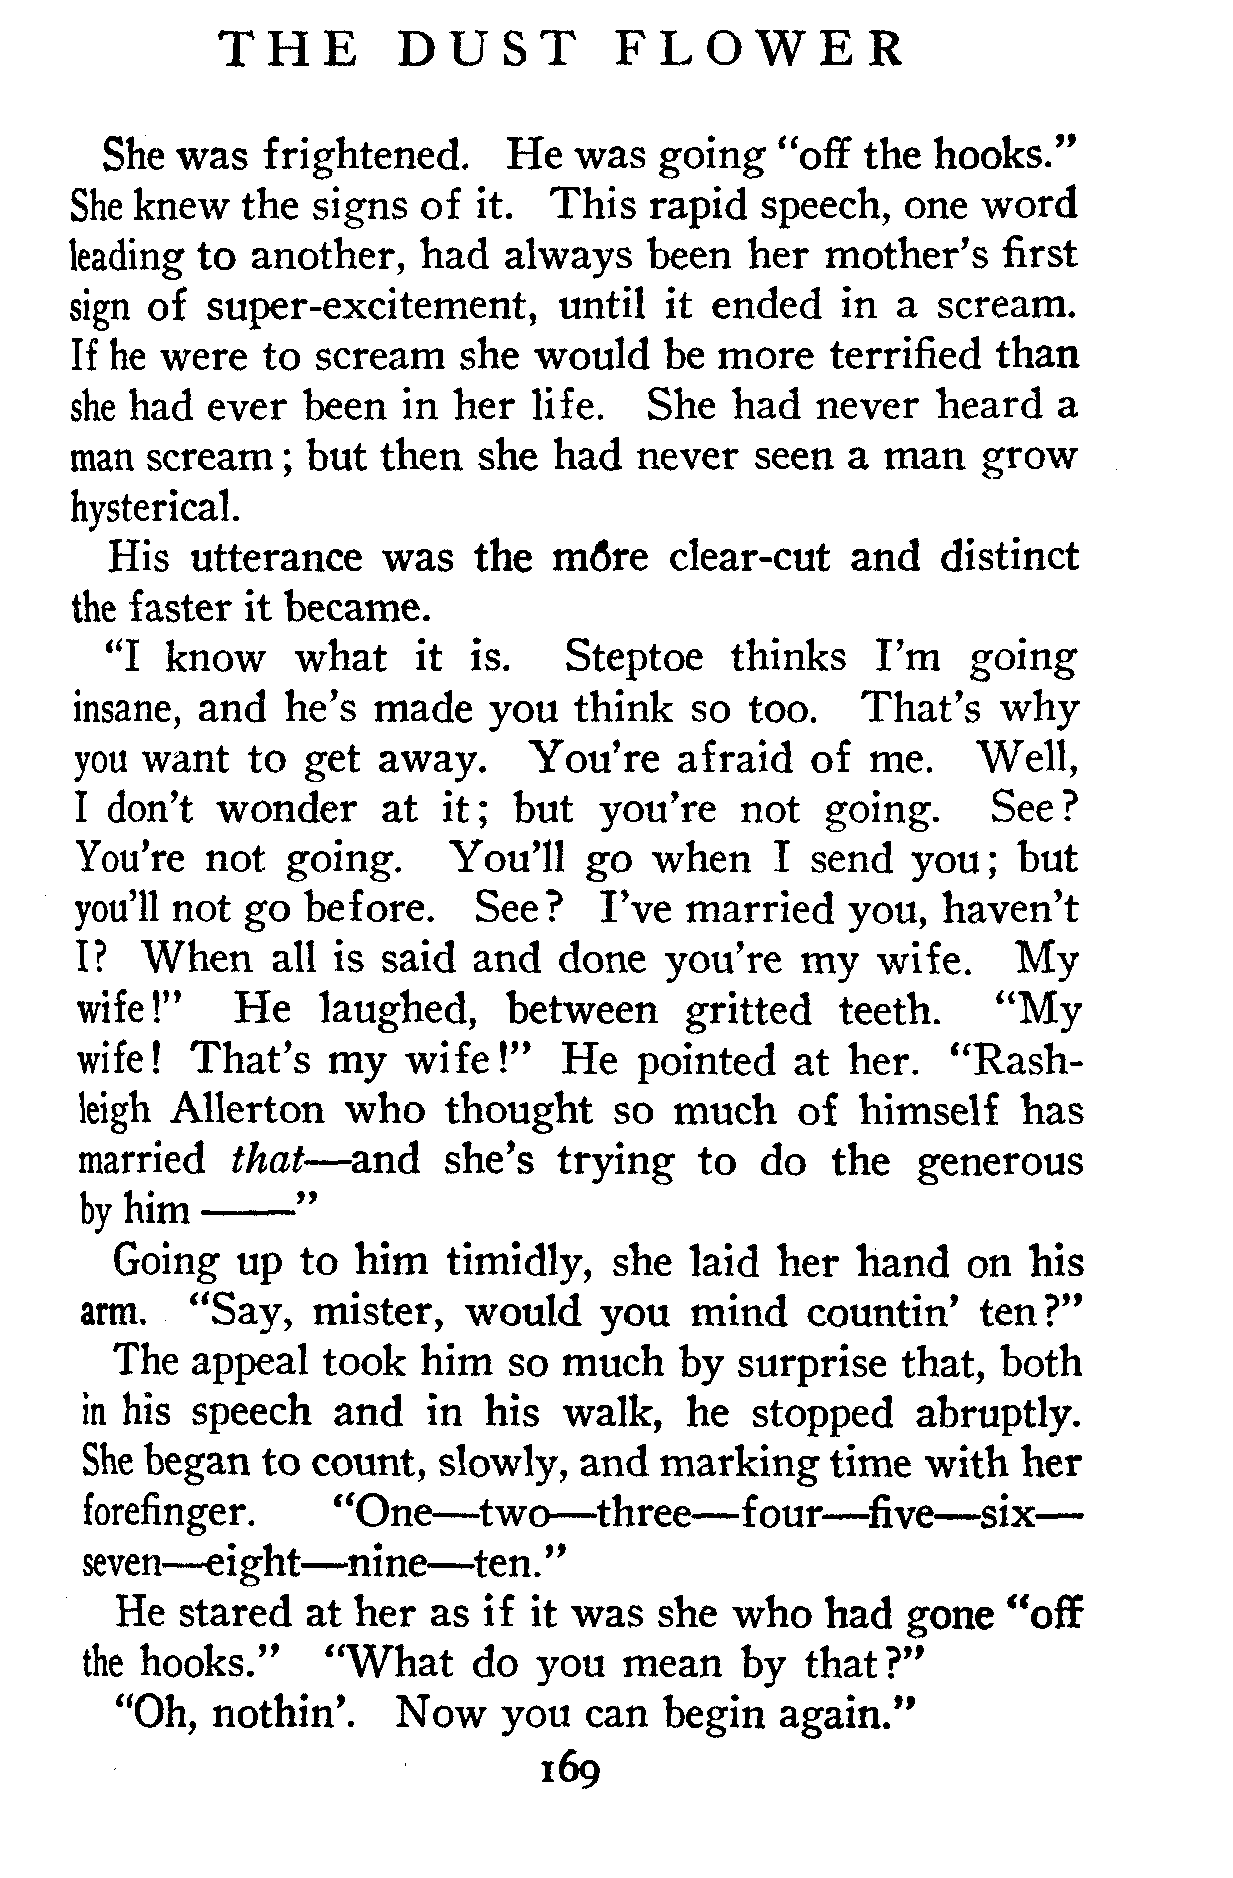 THE DUST FLOWER
She was frightened. He was going “off the hooks.”
She knew the signs of it. This rapid speech, one word
leading to another, had always been her mother’s first
sign of super-excitement, until it ended in a scream.
If he were to scream she would be more terrified than
she had ever been in her life. She had never heard a
man scream; but then she had never seen a man grow
hysterical.
His utterance was the more clear-cut and distinct
the faster it became.
“I know what it is. Steptoe thinks I’m going
insane, and he’s made you think so too. That’s why
you want to get away. You’re afraid of me. Well,
I don’t wonder at it; but you’re not going. See?
You’re not going. You’ll go when I send you; but
you’ll not go before. See? I’ve married you, haven’t
I? When all is said and done you’re my wife. My
wife!” He laughed, between gritted teeth. “My
wife! That’s my wife!” He pointed at her. “Rash-
leigh Allerton who thought so much of himself has
married that—and she’s trying to do the generous
by him ——”
Going up to him timidly, she laid her hand on his
arm. “Say, mister, would you mind countin’ ten?”
The appeal took him so much by surprise that, both
in his speech and in his walk, he stopped abruptly.
She began to count, slowly, and marking time with her
forefinger. “One—two—three—four—five—six—
seven—eight—nine—ten.”
He stared at her as if it was she who had gone “off
the hooks.” “What do you mean by that?”
“Oh, nothin’. Now you can begin again.”
169